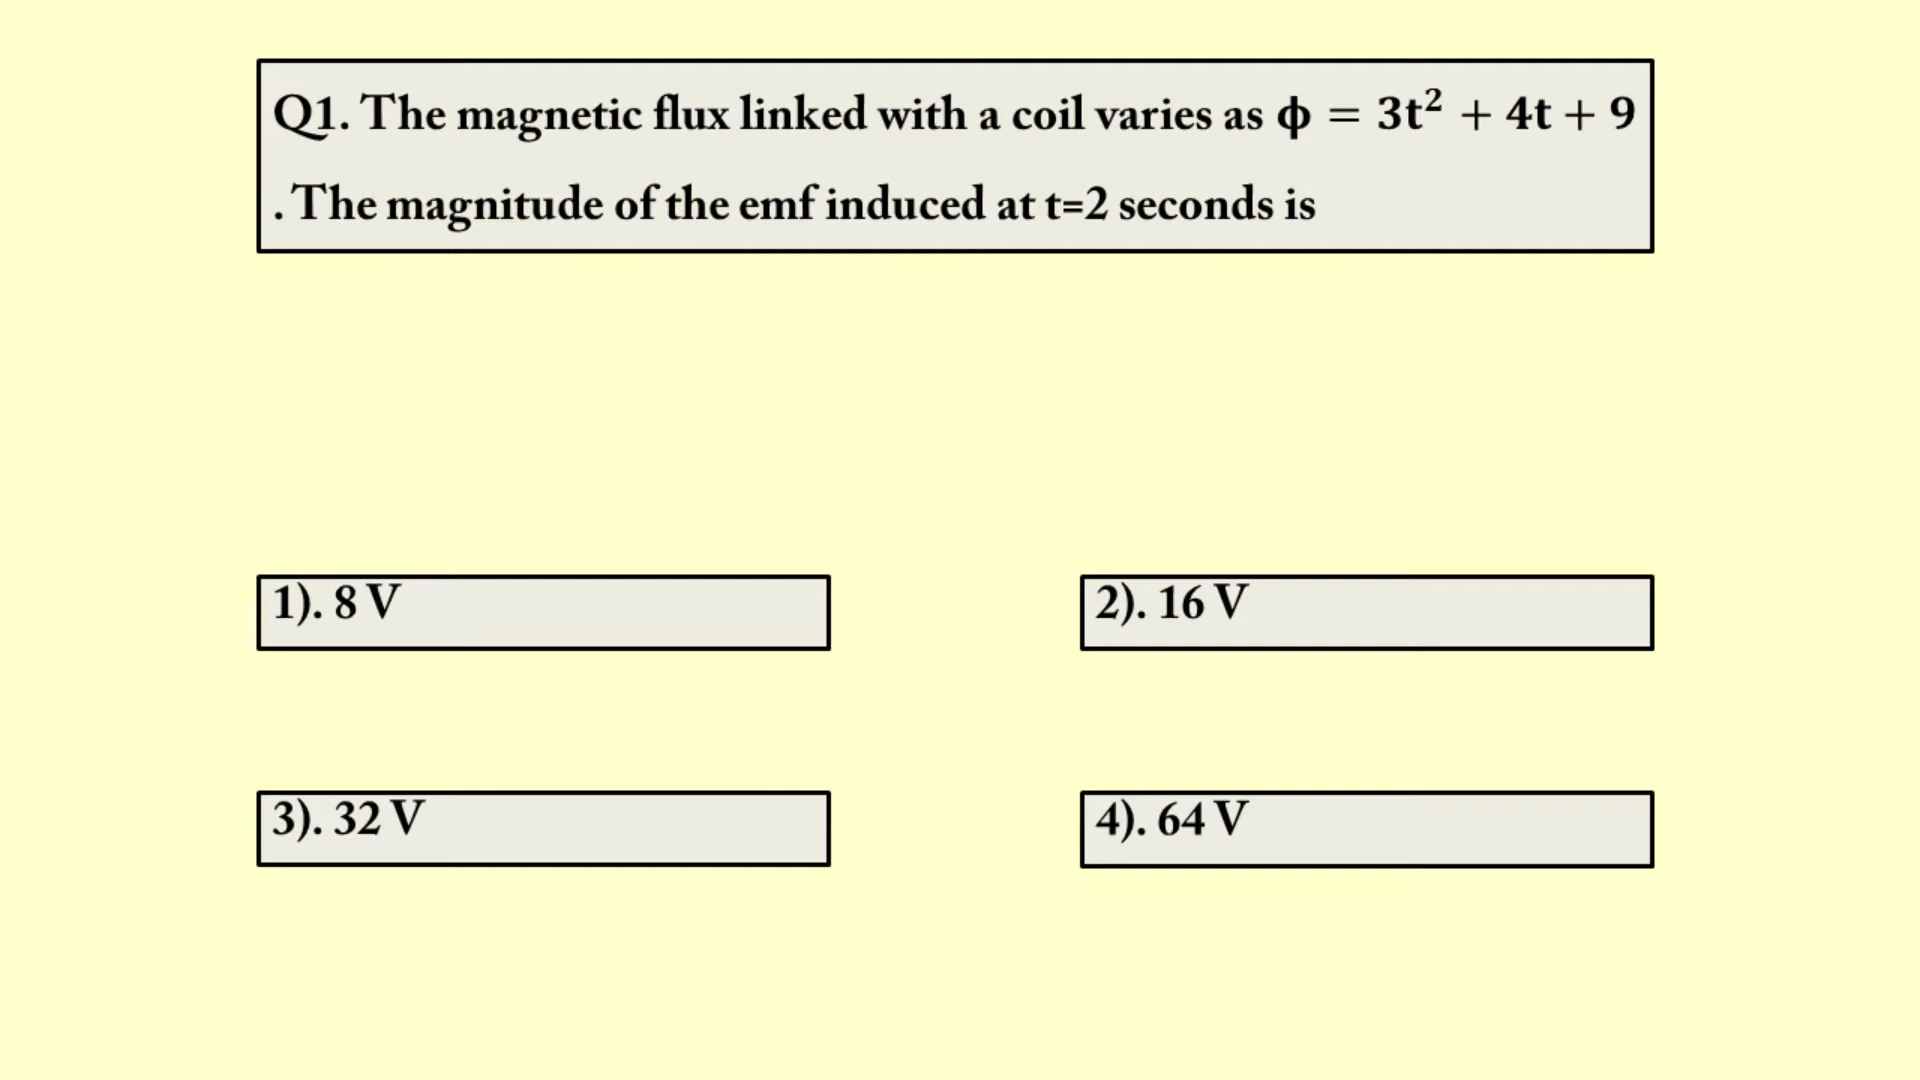 Q1. The magnetic flux linked with a coil varies as ϕ = 3t² + 4t + 9
. The magnitude of the emf induced at t=2 seconds is
1). 8 V
2). 16 V
3). 32 V
4). 64 V